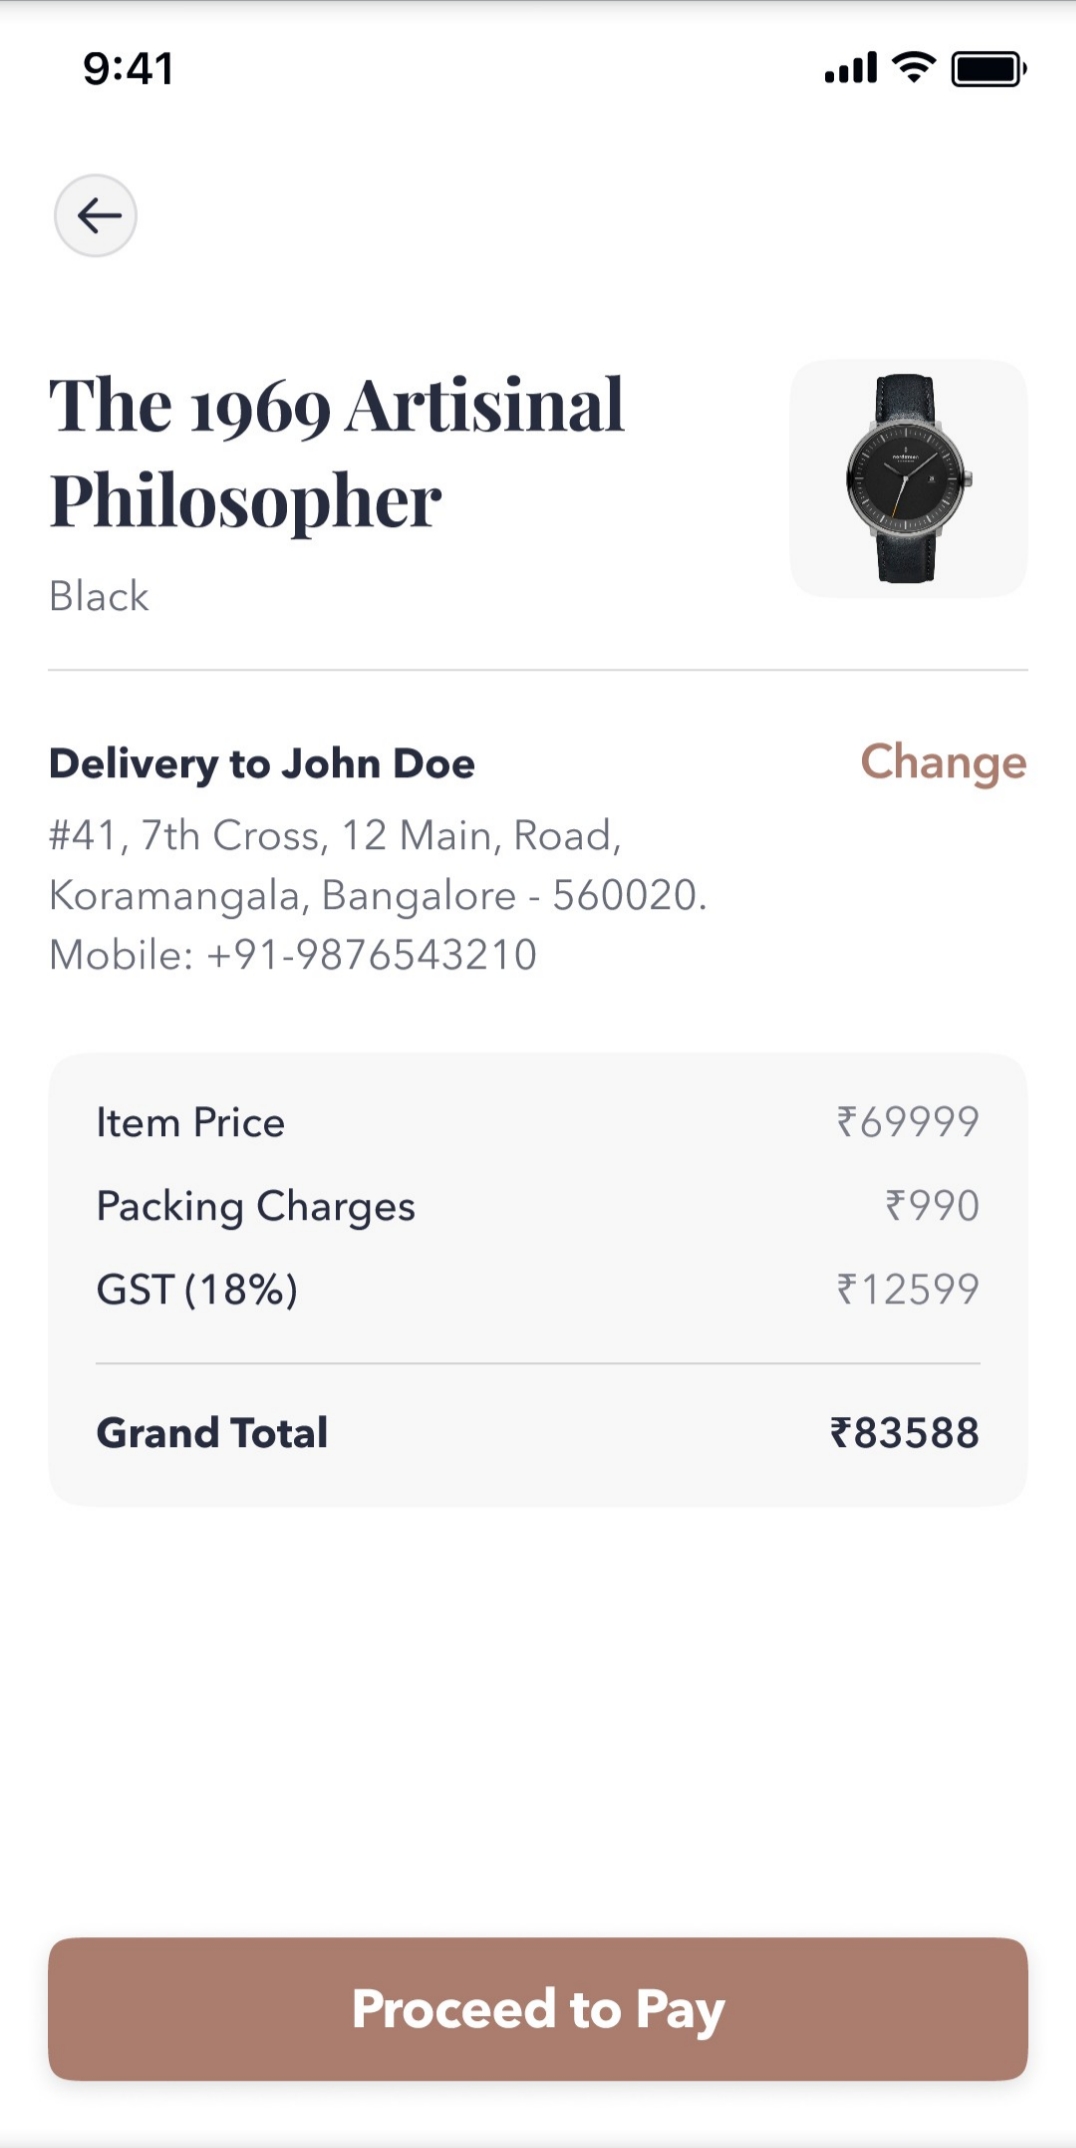 9:41
The 1969 Artisinal
Philosopher
Black
Delivery to John Doe
Change
#41, 7th Cross, 12 Main, Road,
Koramangala, Bangalore - 560020.
Mobile: +91-9876543210
Item Price ₹69999
Packing Charges ₹990
GST (18%) ₹12599
Grand Total ₹83588
Proceed to Pay